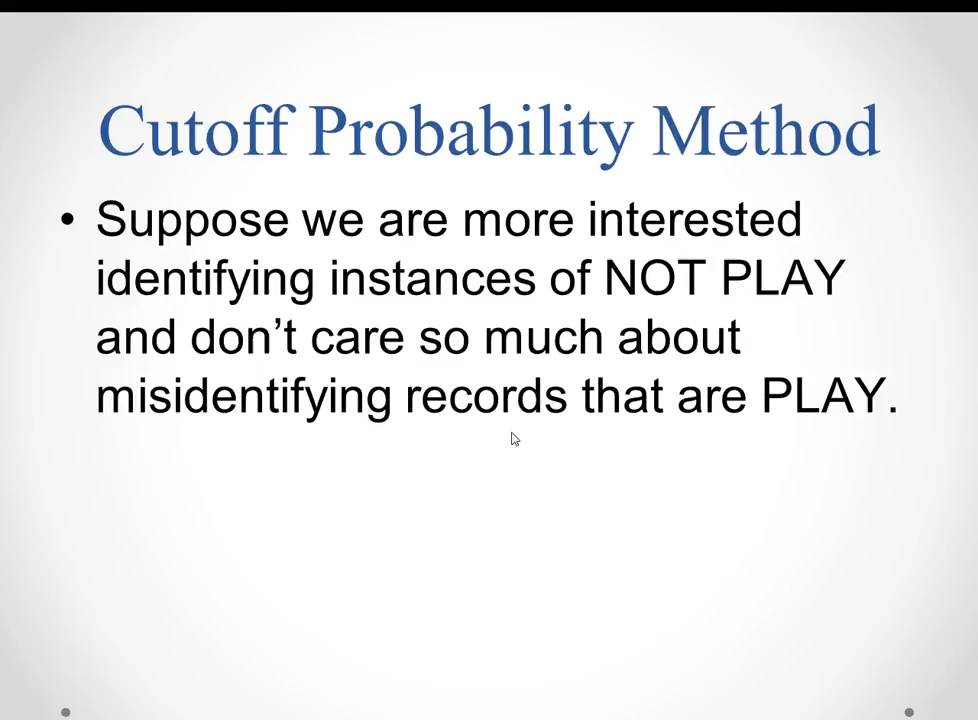 Cutoff Probability Method
• Suppose we are more interested
identifying instances of NOT PLAY
and don’t care so much about
misidentifying records that are PLAY.